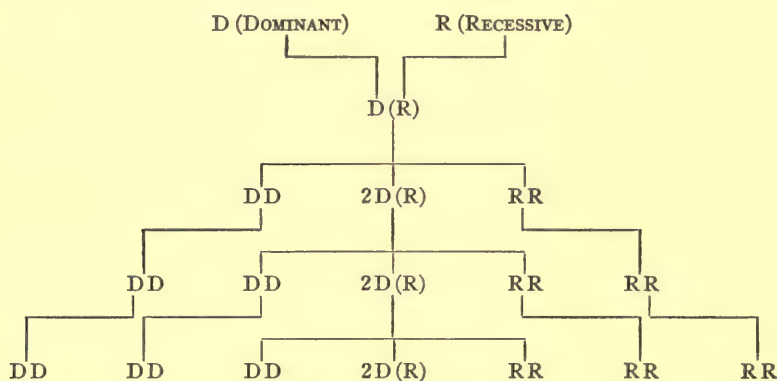 D (DOMINANT) R (RECESSIVE)
D (R)
DD 2D (R) RR
DD DD 2D (R) RR RR
DD DD DD 2D (R) RR RR RR